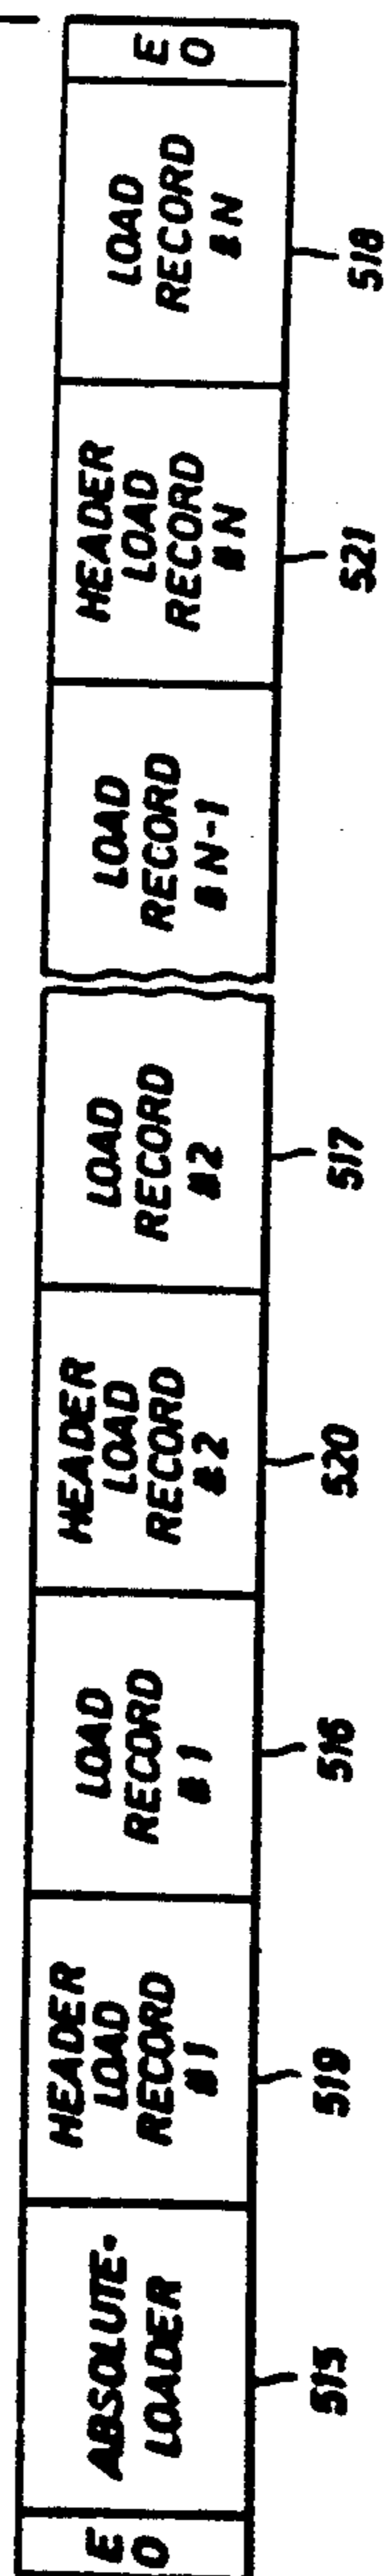 E
O
ABSOLUTE-
LOADER
515
HEADER
LOAD
RECORD
#1
519
LOAD
RECORD
#1
516
HEADER
LOAD
RECORD
#2
520
LOAD
RECORD
#2
517
LOAD
RECORD
# N-1
HEADER
LOAD
RECORD
# N
521
LOAD
RECORD
# N
518
E
O